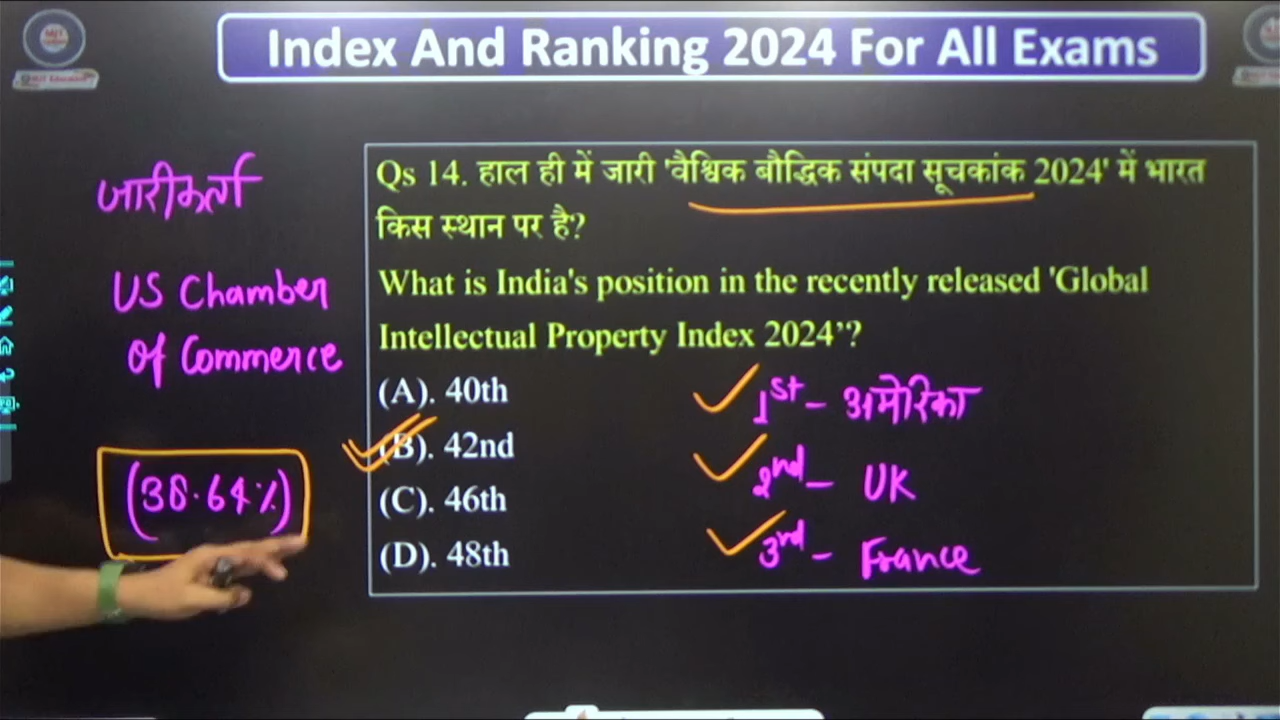 Index And Ranking 2024 For All Exams
जारीकर्ता
US Chamber
Of Commerce
(38.64%)
Qs 14. हाल ही में जारी 'वैश्विक बौद्धिक संपदा सूचकांक 2024' में भारत
किस स्थान पर है?
What is India's position in the recently released 'Global
Intellectual Property Index 2024’?
(A). 40th
(B). 42nd
(C). 46th
(D). 48th
1st – अमेरिका
2nd – UK
3rd – France